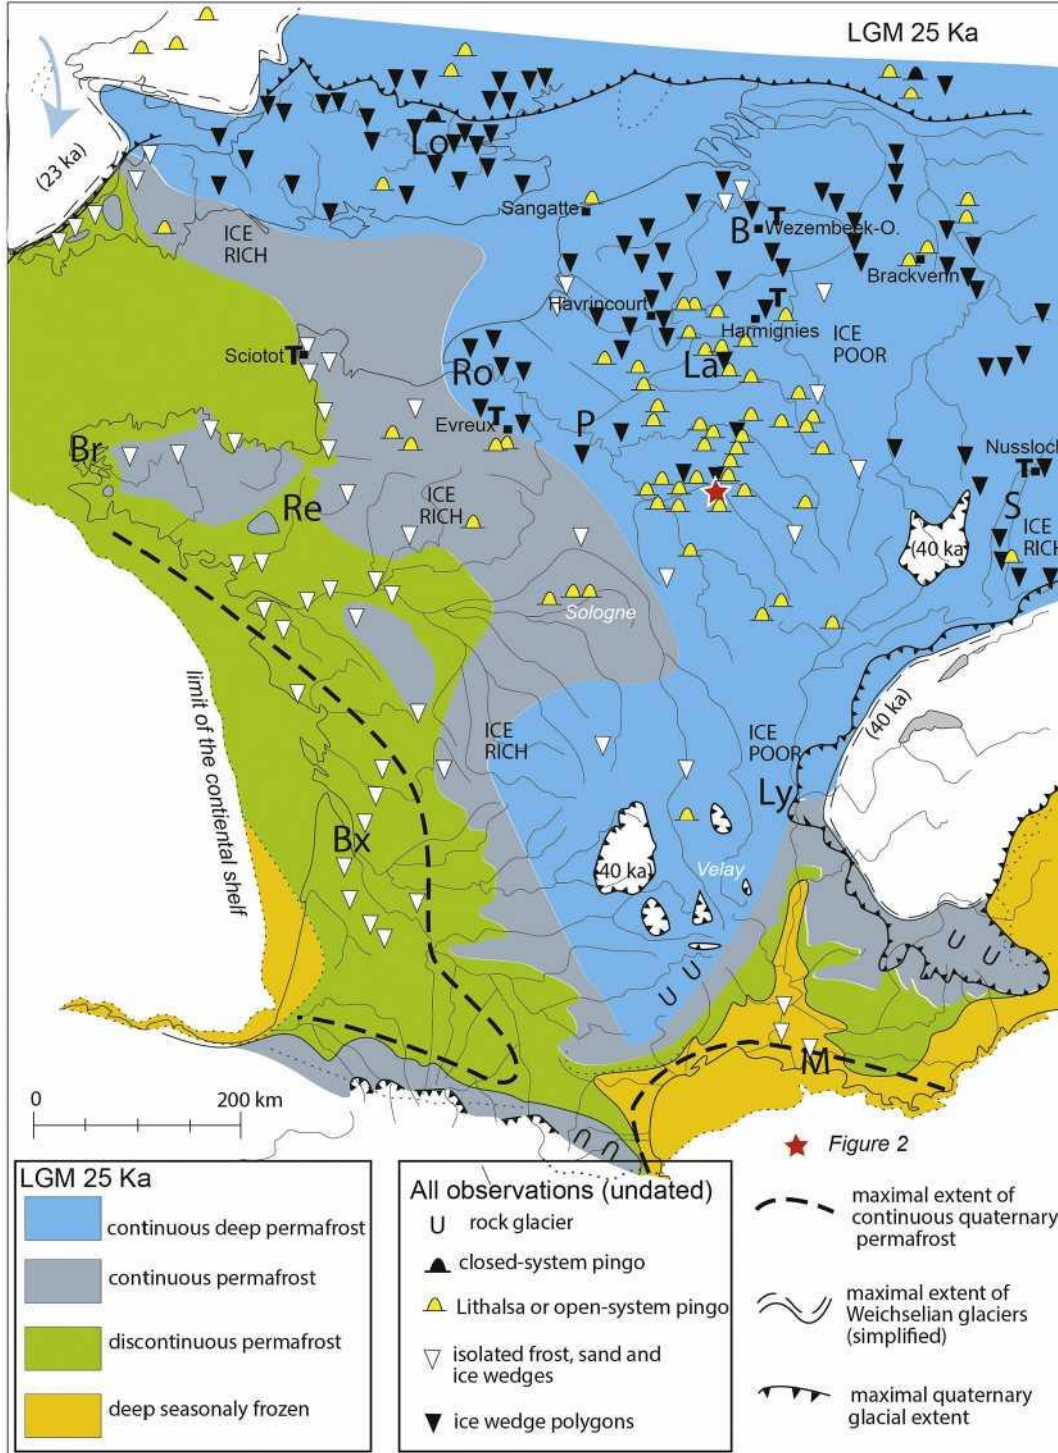 LGM 25 Ka
(23 ka)
Lo
Sangatte
B
Wezembeek-O.
ICE
RICH
Brackvenn
Havrincourt
Harmignies
ICE
POOR
Sciotot
Ro
La
Evreux
P
Br
Nussloch
Re
ICE
RICH
S
(40 ka
ICE
RICH
Sologne
limit of the contiental shelf
(40 ka)
ICE
RICH
ICE
POOR
Ly
Bx
40 ka)
Velay
M
0
200 km
Figure 2
LGM 25 Ka
continuous deep permafrost
continuous permafrost
discontinuous permafrost
deep seasonaly frozen
All observations (undated)
rock glacier
closed-system pingo
Lithalsa or open-system pingo
isolated frost, sand and
ice wedges
ice wedge polygons
maximal extent of
continuous quaternary
permafrost
maximal extent of
Weichselian glaciers
(simplified)
maximal quaternary
glacial extent